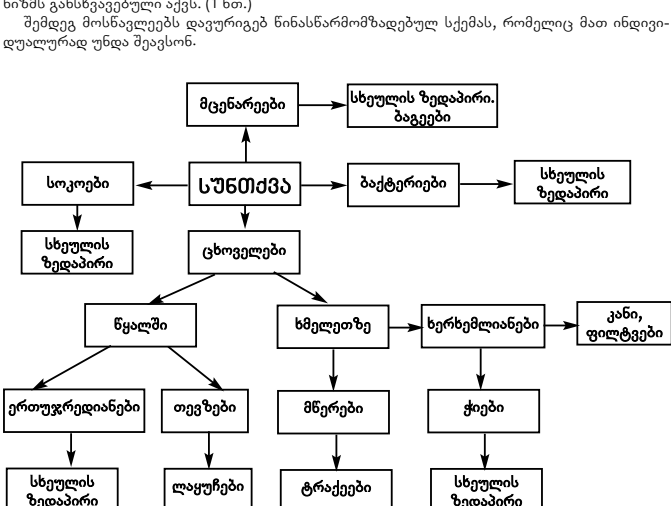 ნიზმს განსხვავებული აქვს. (1 წთ.)
შემდეგ მოსწავლეებს დავურიგებ წინასწარმომზადებულ სქემას, რომელიც მათ ინდივი-
დუალურად უნდა შეავსონ.
მცენარეები
სხეულის ზედაპირი.
ბაგეები
სოკოები
სუნთქვა
ბაქტერიები
სხეულის
ზედაპირი
სხეულის
ზედაპირი
ცხოველები
წყალში
ხმელეთზე
ხერხემლიანები
კანი,
ფილტვები
ერთუჯრედიანები
თევზები
მწერები
ჭიები
სხეულის
ზედაპირი
ლაყუჩები
ტრაქეები
სხეულის
ზედაპირი